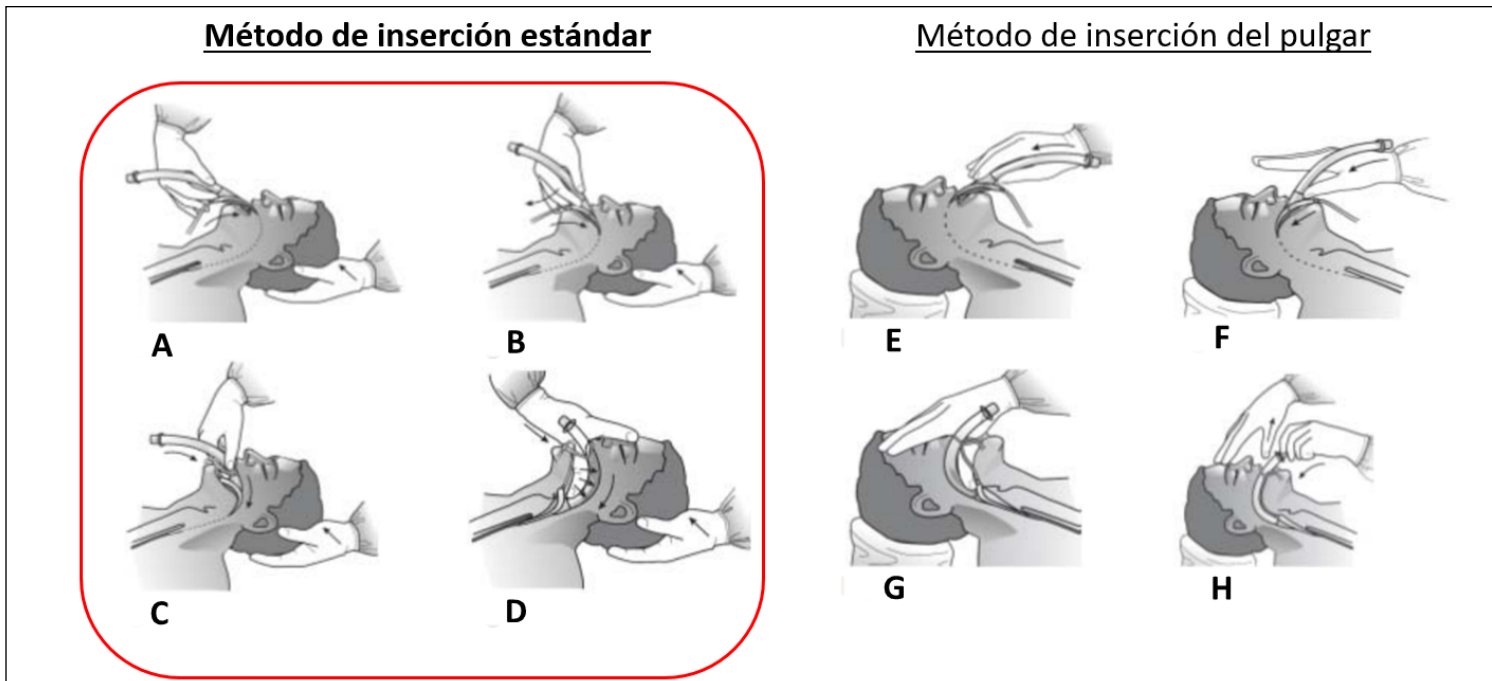 Método de inserción estándar
Método de inserción del pulgar
A
B
E
F
C
D
G
H